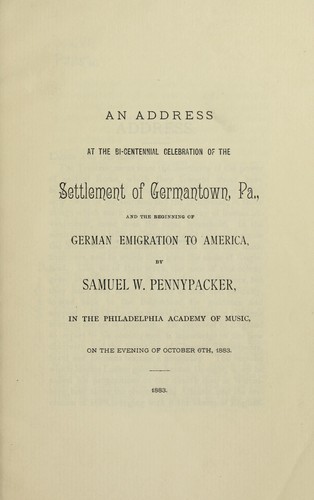 AN ADDRESS
AT THE BI-CENTENNIAL CELEBRATION OF THE
Settlement of Germantown, Pa.,
AND THE BEGINNING OF
GERMAN EMIGRATION TO AMERICA,
BY
SAMUEL W. PENNYPACKER,
IN THE PHILADELPHIA ACADEMY OF MUSIC,
ON THE EVENING OF OCTOBER 6TH, 1883.
1883.